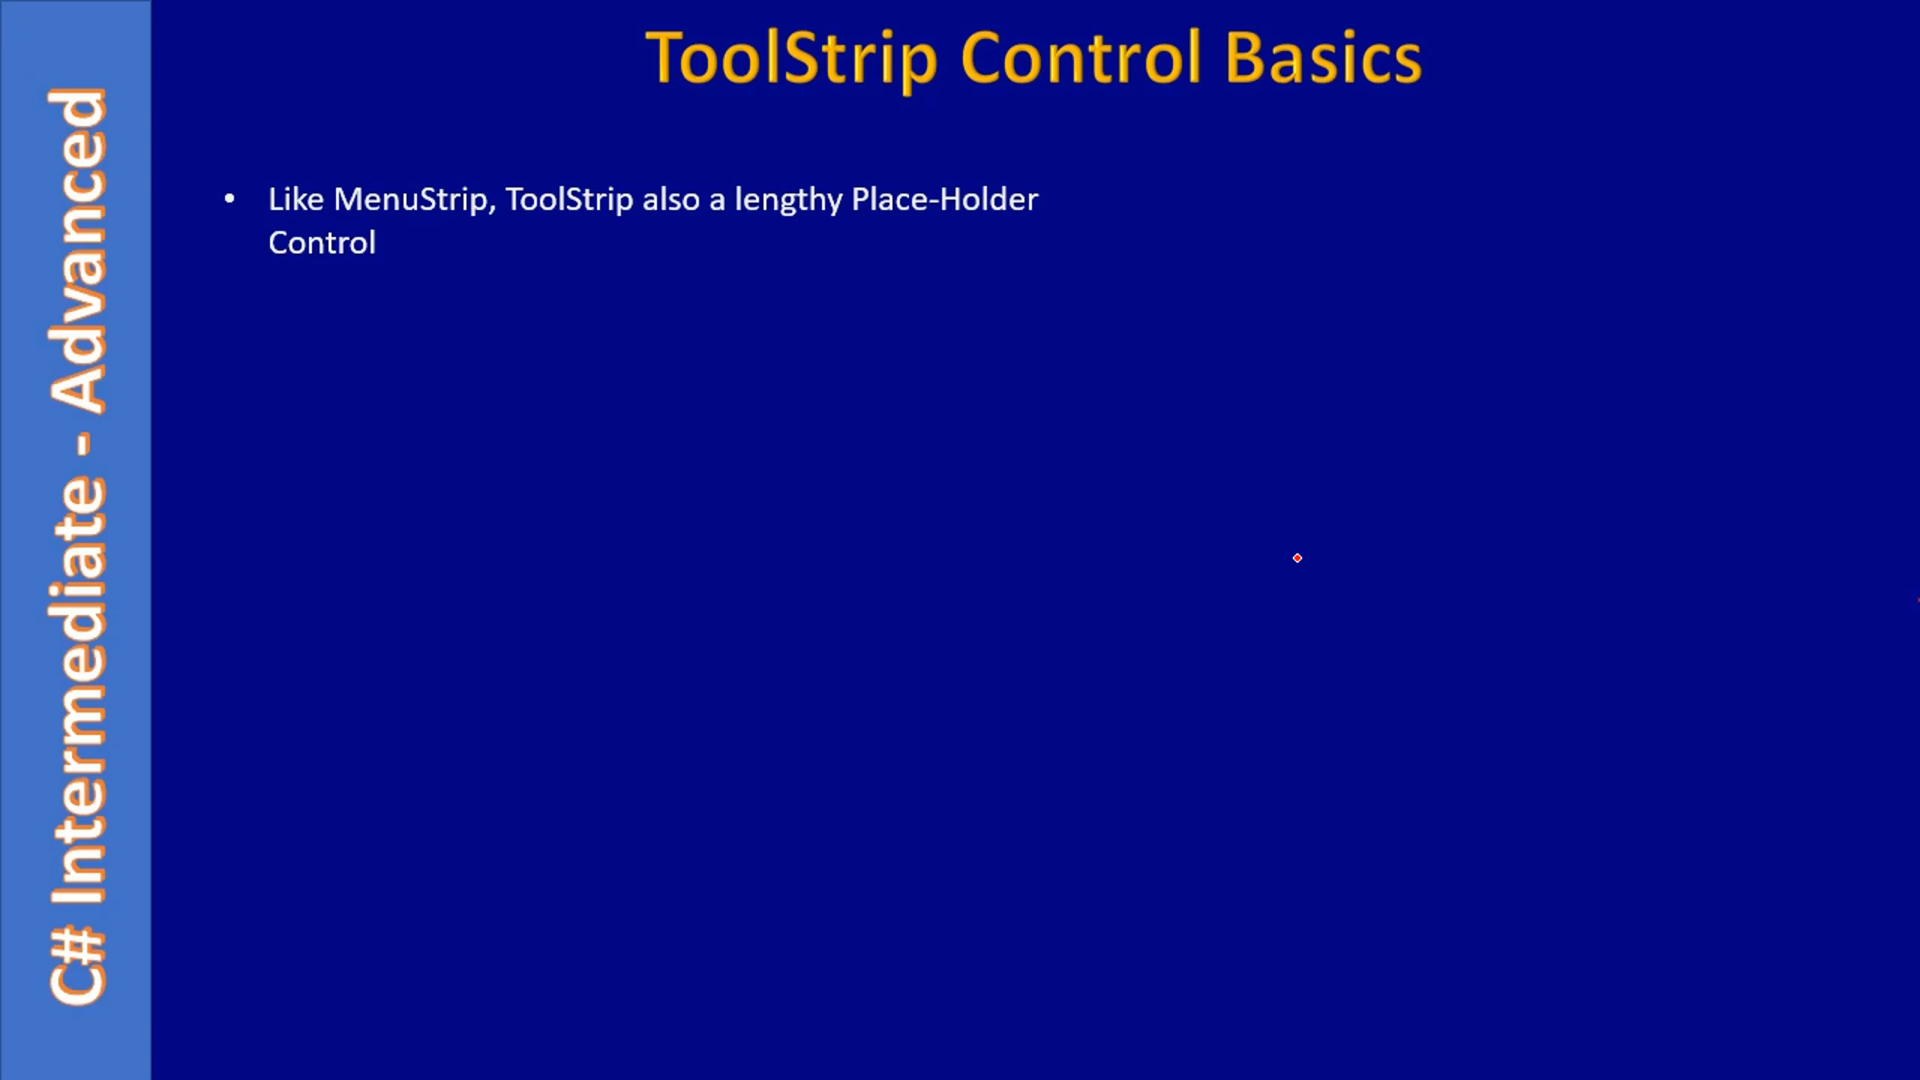 ToolStrip Control Basics
• Like MenuStrip, ToolStrip also a lengthy Place-Holder
Control
C# Intermediate - Advanced